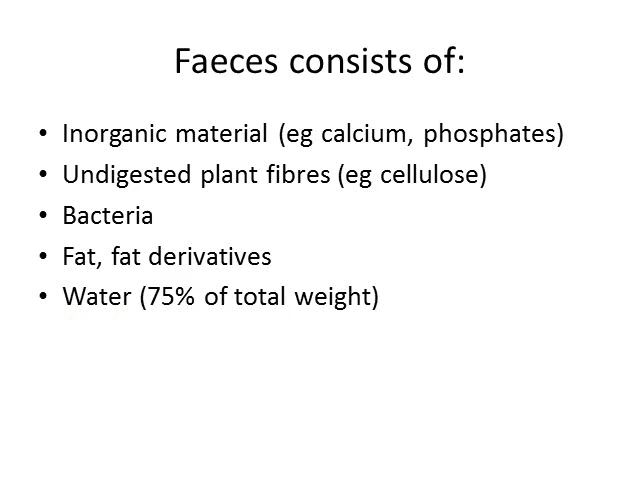 Faeces consists of:
• Inorganic material (eg calcium, phosphates)
• Undigested plant fibres (eg cellulose)
• Bacteria
• Fat, fat derivatives
• Water (75% of total weight)